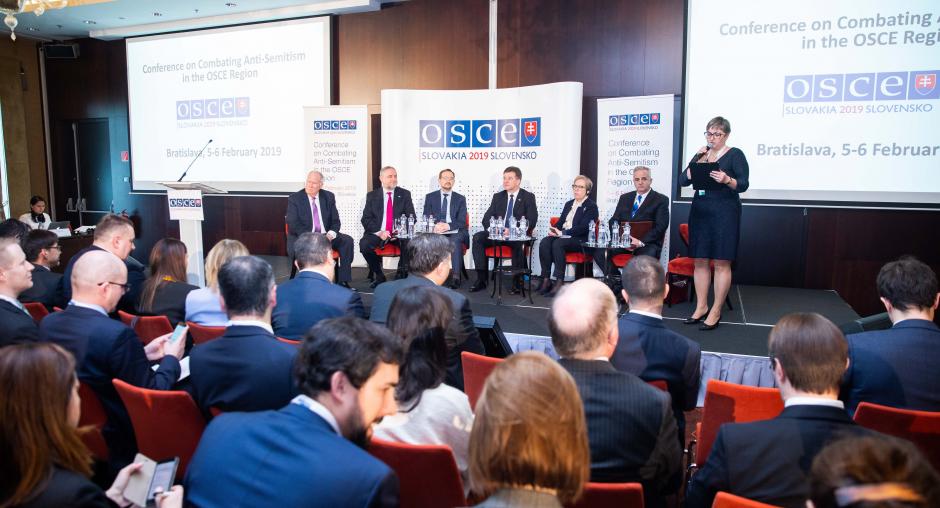 Conference on Combating Anti-Semitism
in the OSCE Region
OSCE
SLOVAKIA 2019 SLOVENSKO
Bratislava, 5-6 February 2019
OSCE
OSCE
Conference
on Combating
Anti-Semitism
in the OSCE
Region
OSCE
SLOVAKIA 2019 SLOVENSKO
OSCE
Conference
on Combating
Anti-Semitism
in the OSCE
Conference on Combating A
in the OSCE Regi
OSCE
SLOVAKIA 2019 SLOVENSKO
Bratislava, 5-6 Februar